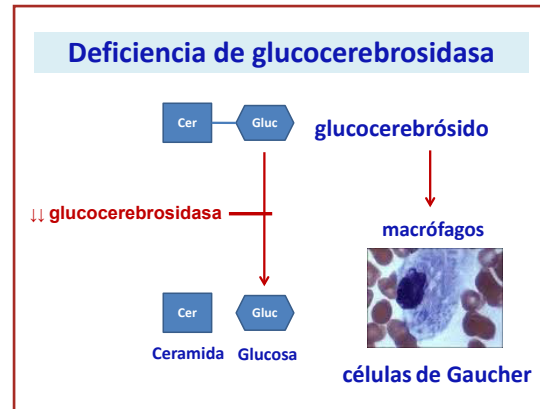 Deficiencia de glucocerebrosidasa
Cer
Gluc
glucocerebrósido
↓↓ glucocerebrosidasa
macrófagos
Cer
Gluc
Ceramida
Glucosa
células de Gaucher